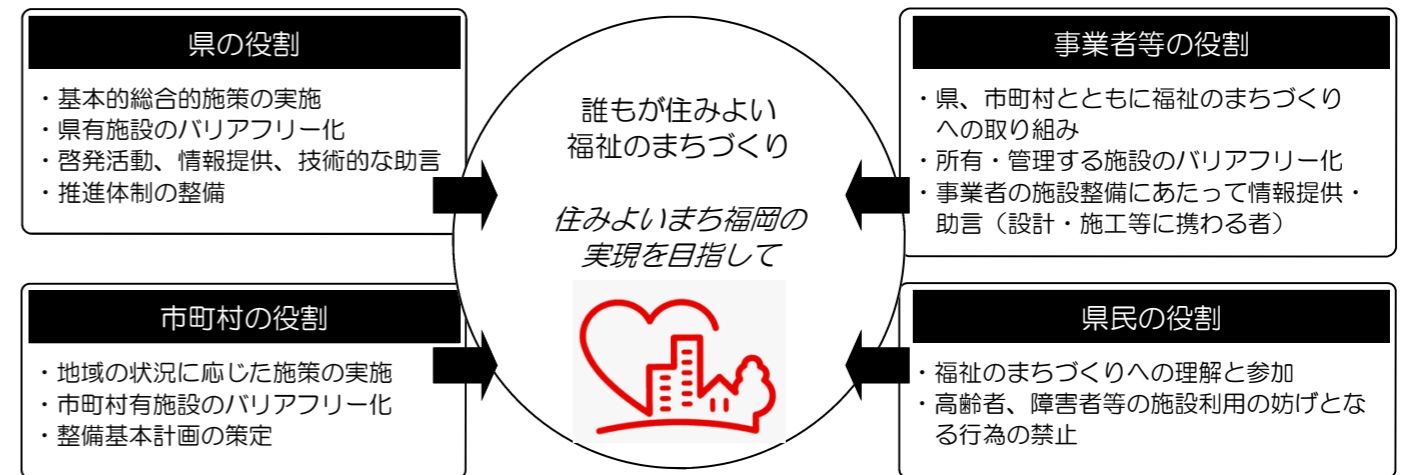 県の役割
・基本的総合的施策の実施
・県有施設のバリアフリー化
・啓発活動、情報提供、技術的な助言
・推進体制の整備
市町村の役割
・地域の状況に応じた施策の実施
・市町村有施設のバリアフリー化
・整備基本計画の策定
誰もが住みよい
福祉のまちづくり
住みよいまち福岡の
実現を目指して
事業者等の役割
・県、市町村とともに福祉のまちづくり
への取り組み
・所有・管理する施設のバリアフリー化
・事業者の施設整備にあたって情報提供・
助言（設計・施工等に携わる者）
県民の役割
・福祉のまちづくりへの理解と参加
・高齢者、障害者等の施設利用の妨げとな
る行為の禁止